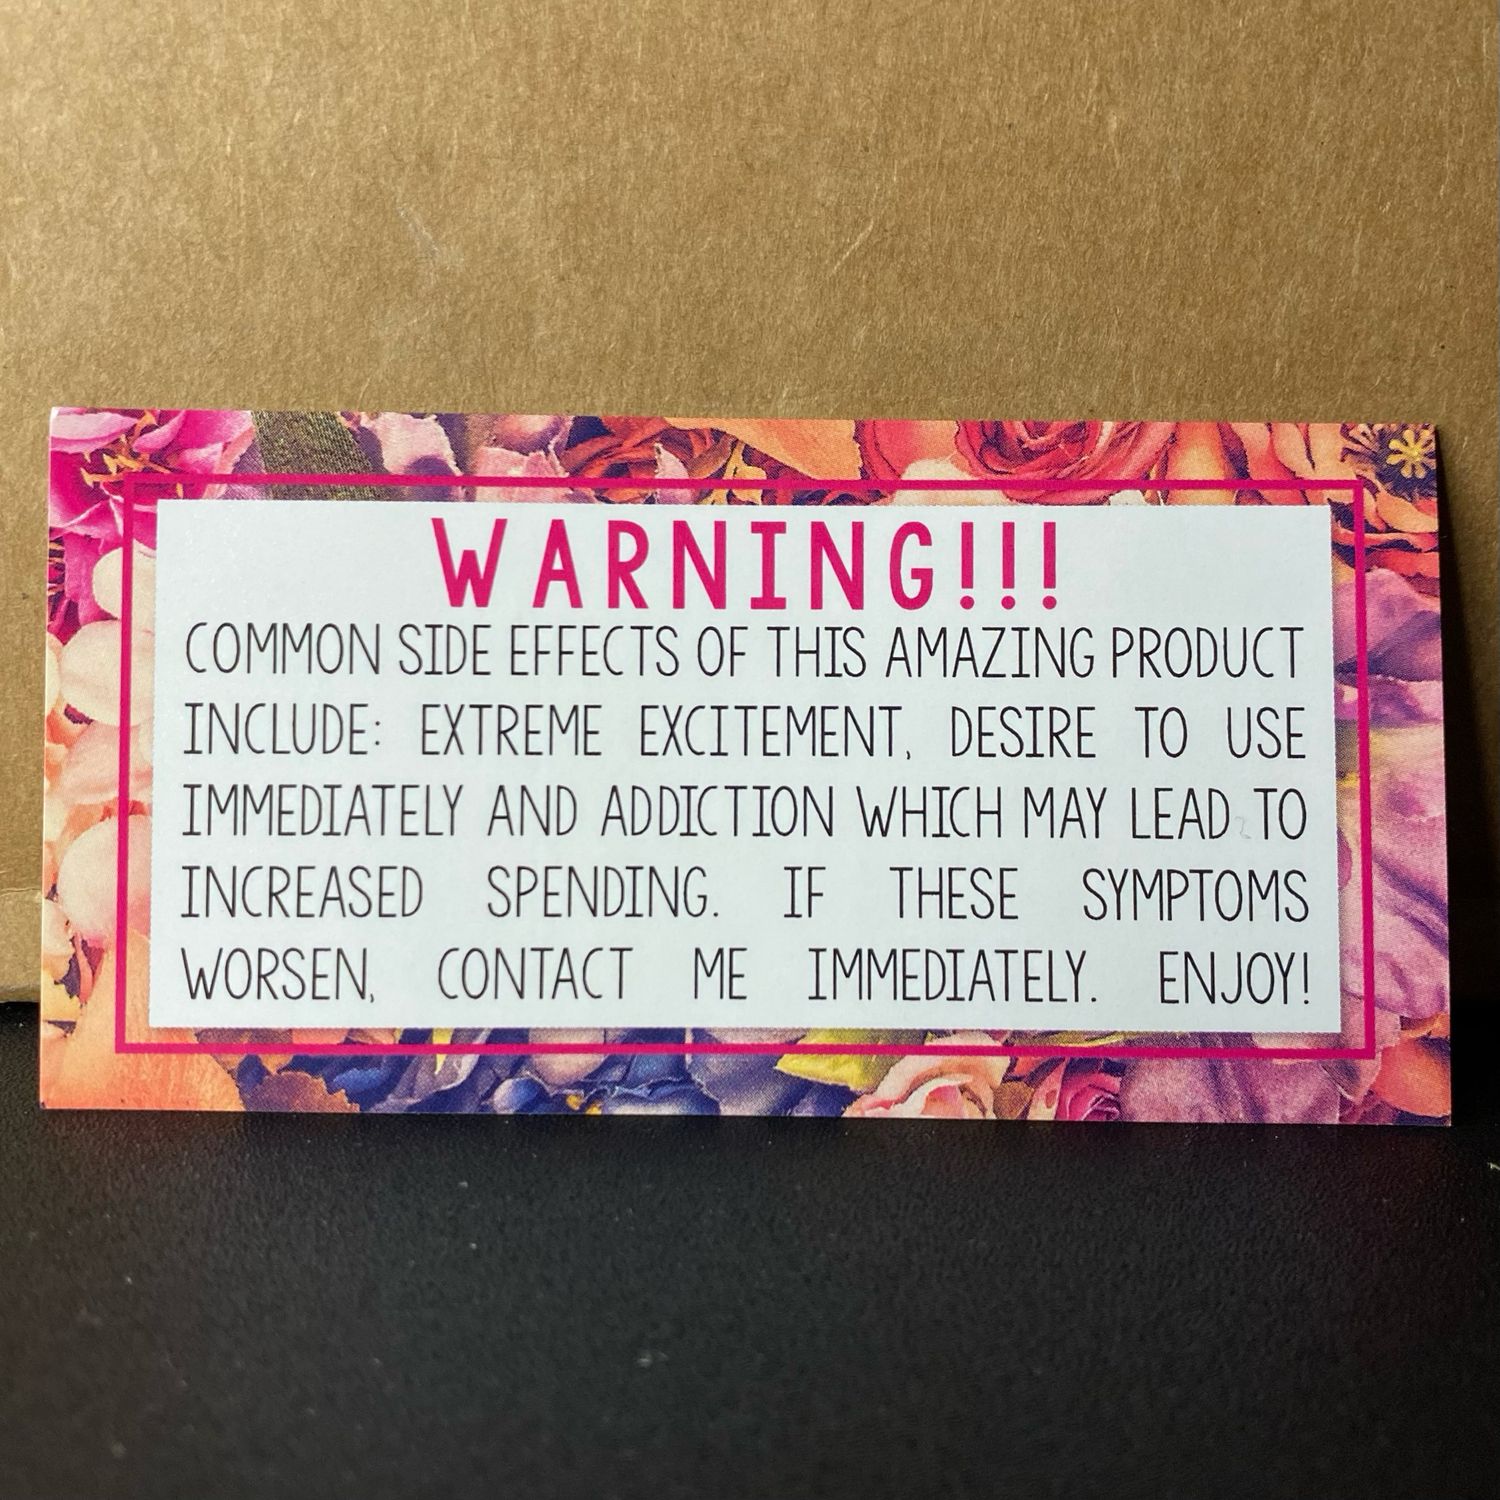 WARNING!!!
COMMON SIDE EFFECTS OF THIS AMAZING PRODUCT
INCLUDE: EXTREME EXCITEMENT, DESIRE TO USE
IMMEDIATELY AND ADDICTION WHICH MAY LEAD TO
INCREASED SPENDING. IF THESE SYMPTOMS
WORSEN, CONTACT ME IMMEDIATELY. ENJOY!